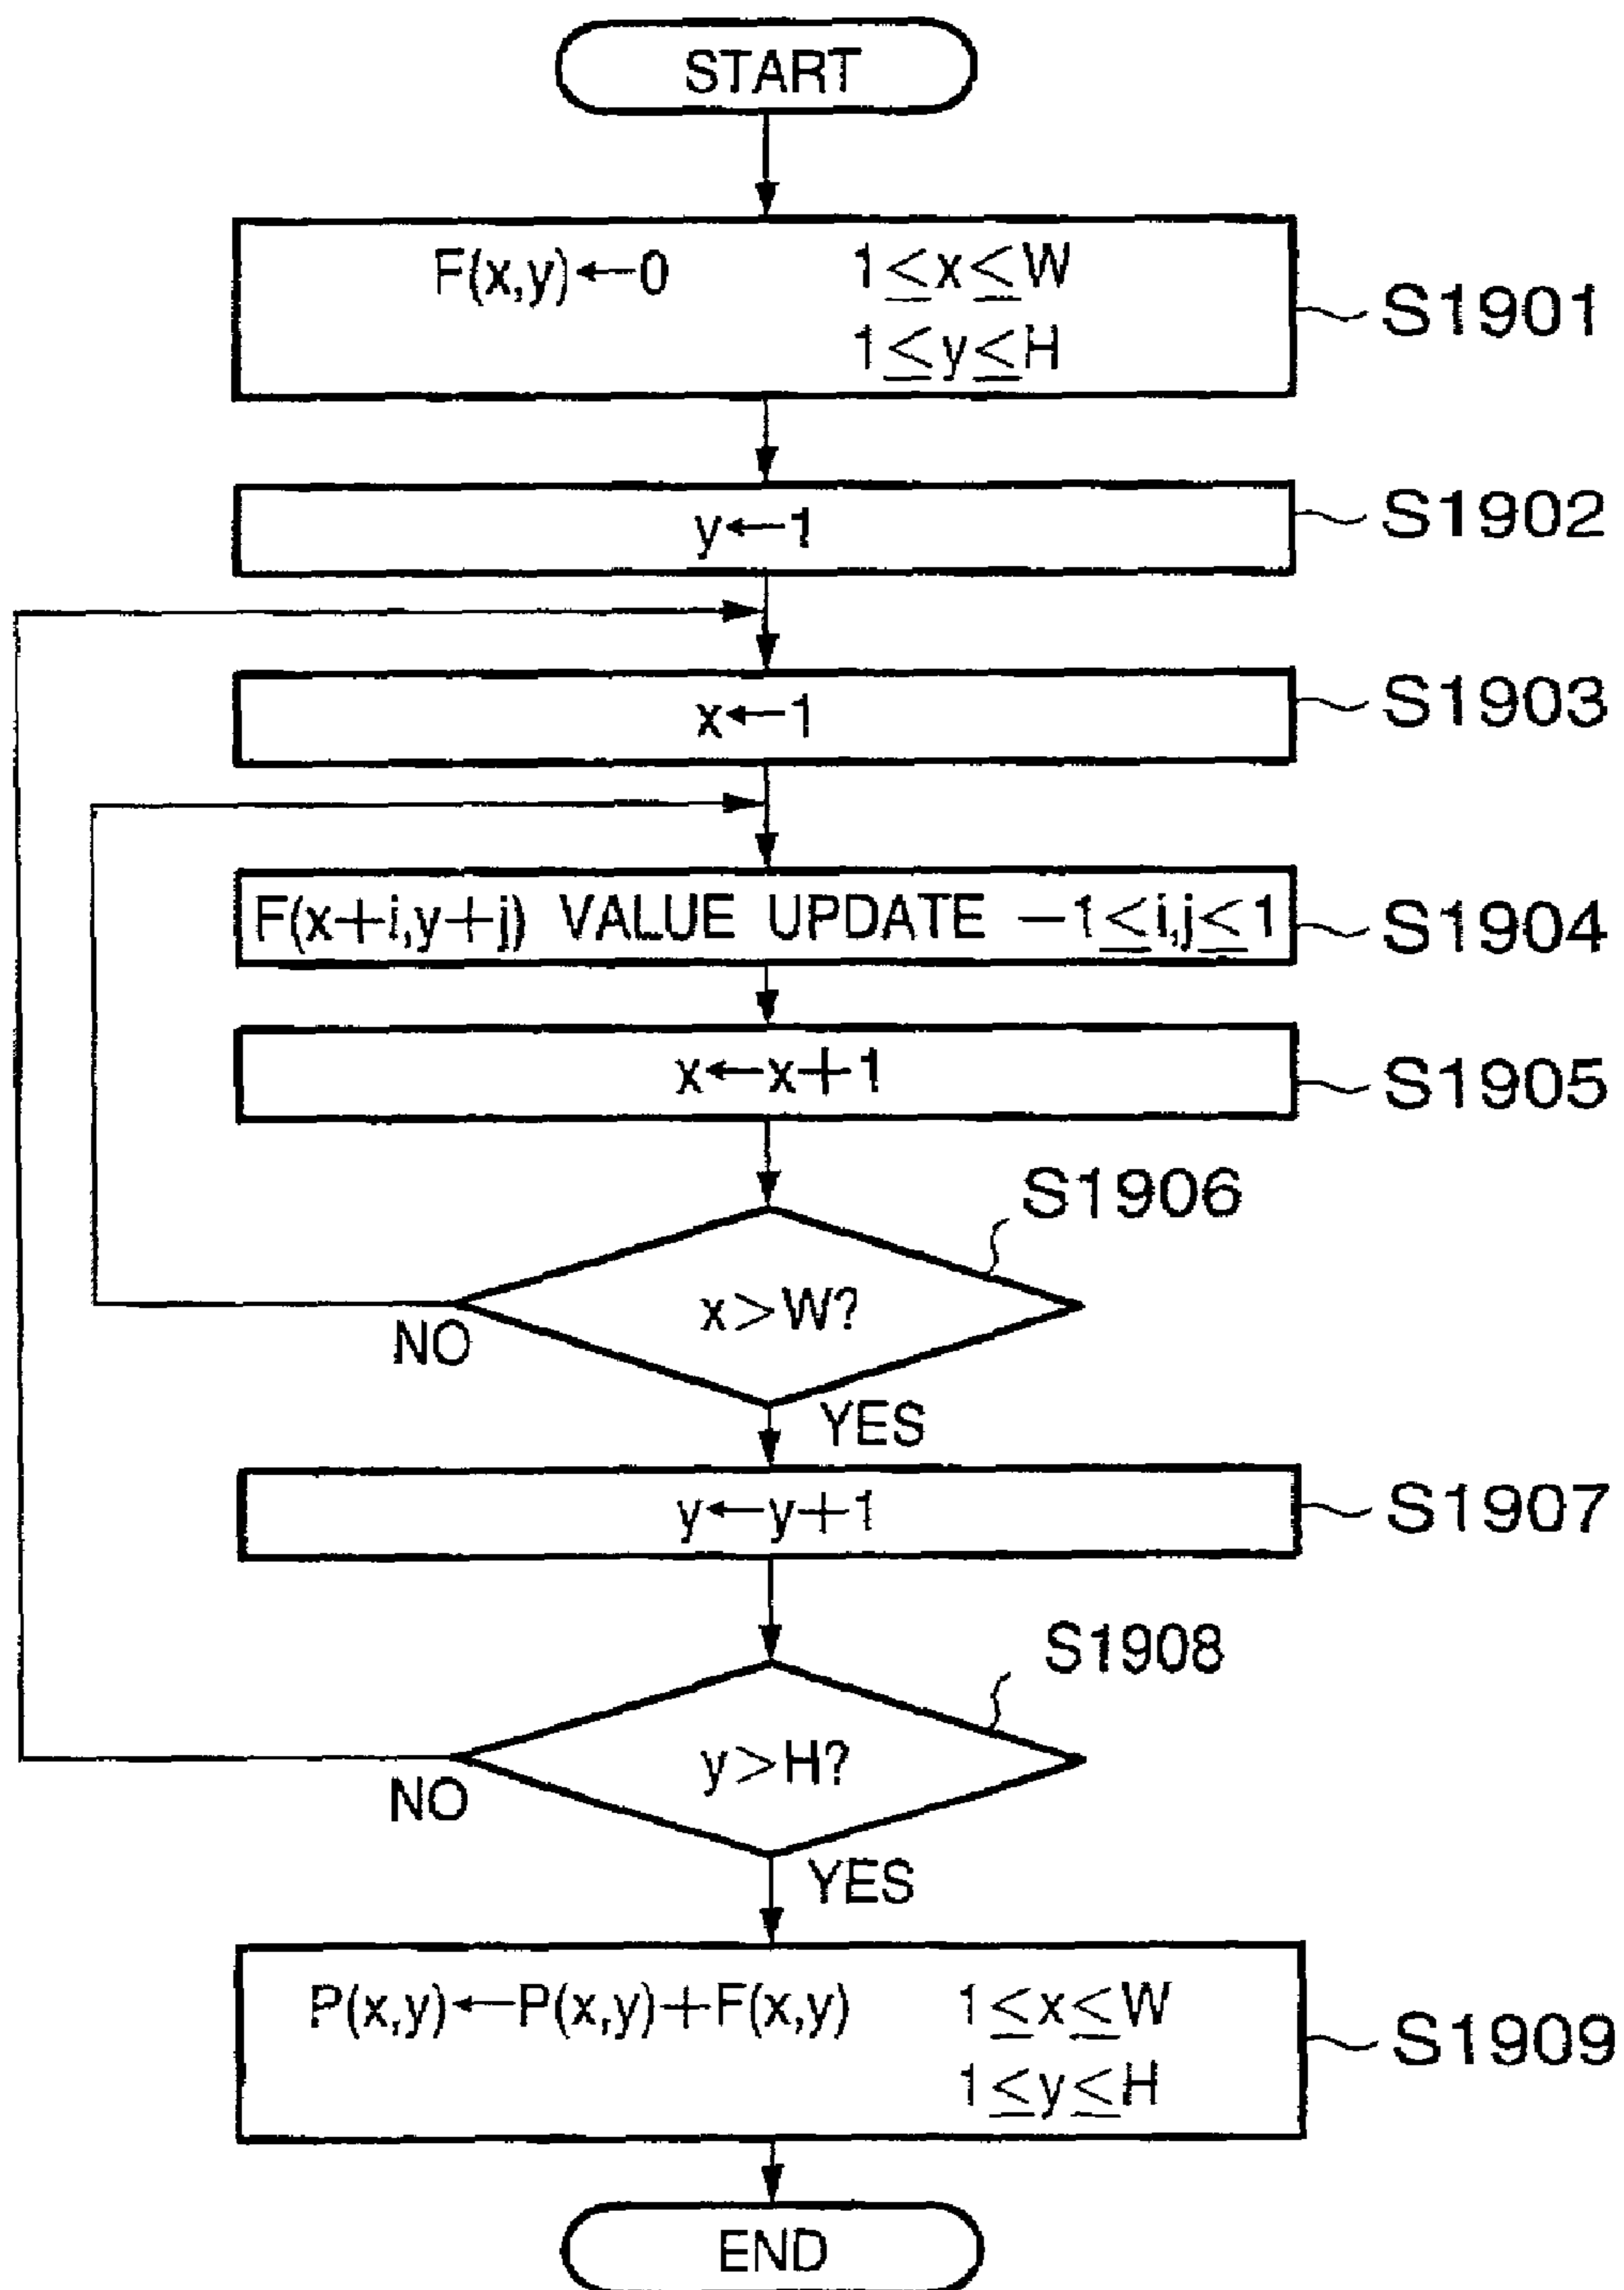 START
F(x,y)←0 1≤x≤W
1≤y≤H
S1901
y←1
S1902
x←1
S1903
F(x+i,y+j) VALUE UPDATE −1≤i,j≤1
S1904
x←x+1
S1905
S1906
x>W?
NO
YES
y←y+1
S1907
S1908
y>H?
NO
YES
P(x,y)←P(x,y)+F(x,y) 1≤x≤W
1≤y≤H
S1909
END